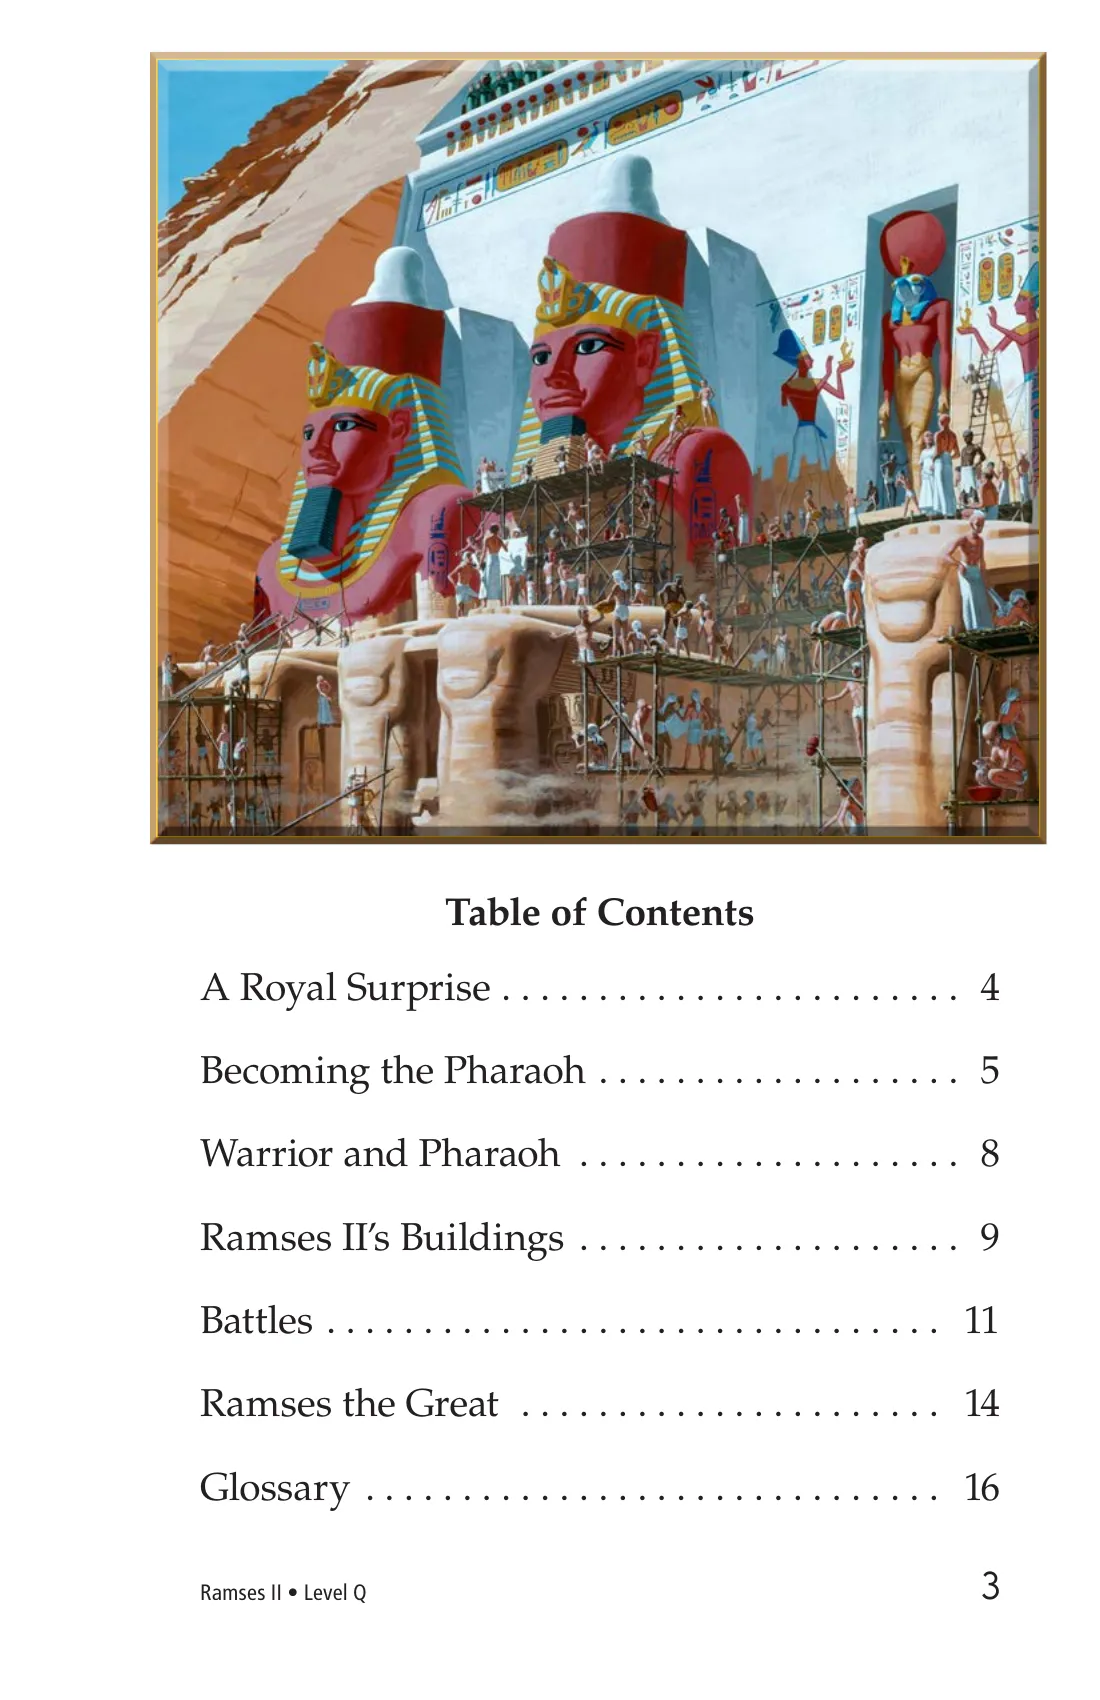 Table of Contents
A Royal Surprise . . . . . . . . . . . . . . . . . . . . . . . . 4
Becoming the Pharaoh . . . . . . . . . . . . . . . . . . . 5
Warrior and Pharaoh . . . . . . . . . . . . . . . . . . . . 8
Ramses II’s Buildings . . . . . . . . . . . . . . . . . . . . 9
Battles . . . . . . . . . . . . . . . . . . . . . . . . . . . . . . . . 11
Ramses the Great . . . . . . . . . . . . . . . . . . . . . . 14
Glossary . . . . . . . . . . . . . . . . . . . . . . . . . . . . . . 16
Ramses II • Level Q 3